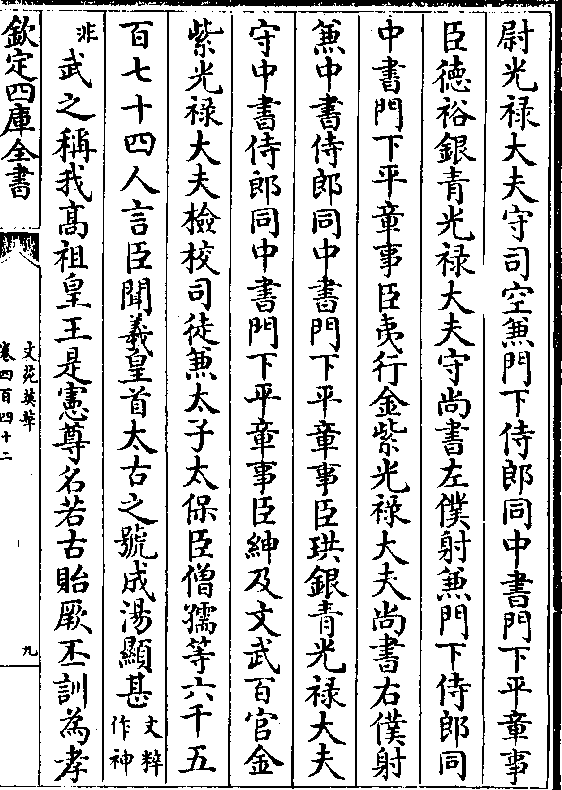 尉光禄大夫守司空兼門下侍郎同中書門下平章事
臣徳裕銀青光禄大夫守尚書左僕射兼門下侍郎同
中書門下平章事臣夷行金紫光禄大夫尚書右僕射
兼中書侍郎同中書門下平章事臣珙銀青光禄大夫
守中書侍郎同中書門下平章事臣紳及文武百官金
紫光禄大夫檢校司徒兼太子太保臣僧孺等六千五
百七十四人言臣聞羲皇首太古之號成湯顯甚文粹作神
非武之稱我髙祖皇王是憲尊名若古貽厥丕訓為孝
欽定四庫全書
文苑英華
卷四百四十二
九